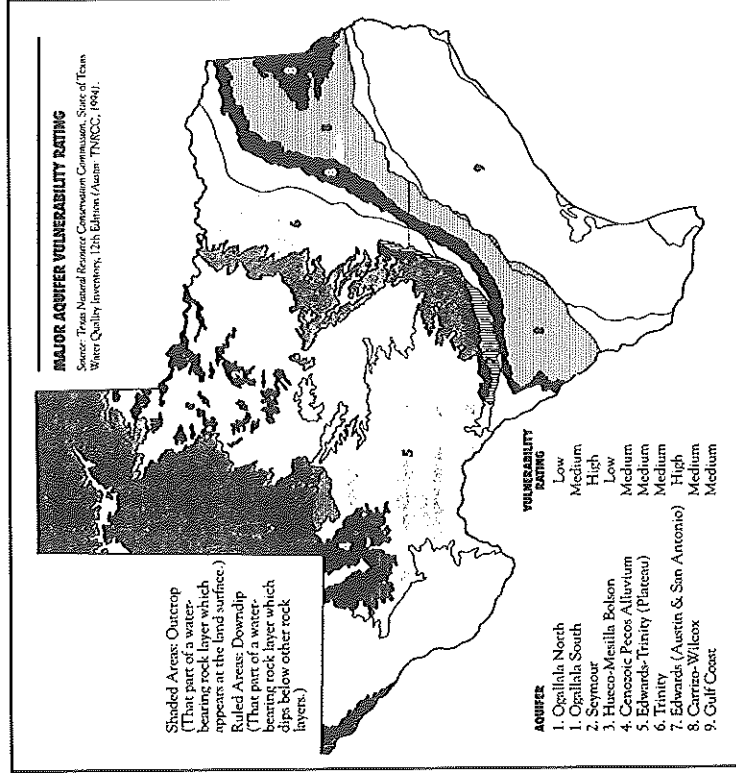 MAJOR AQUIFER VULNERABILITY RATING
Source: Texas Natural Resource Conservation Commission, State of Texas
Water Quality Inventory, 12th Edition (Austin: TNRCC, 1994).
Shaded Areas: Outcrop
(That part of a water-
bearing rock layer which
appears at the land surface.)
Ruled Areas: Downdip
(That part of a water-
bearing rock layer which
dips below other rock
layers.)
6
8
8
8
9
5
8
AQUIFER VULNERABILITY
RATING
1. Ogallala North Low
1. Ogallala South Medium
2. Seymour High
3. Hueco-Mesilla Bolson Low
4. Cenozoic Pecos Alluvium Medium
5. Edwards-Trinity (Plateau) Medium
6. Trinity Medium
7. Edwards (Austin & San Antonio) High
8. Carrizo-Wilcox Medium
9. Gulf Coast Medium